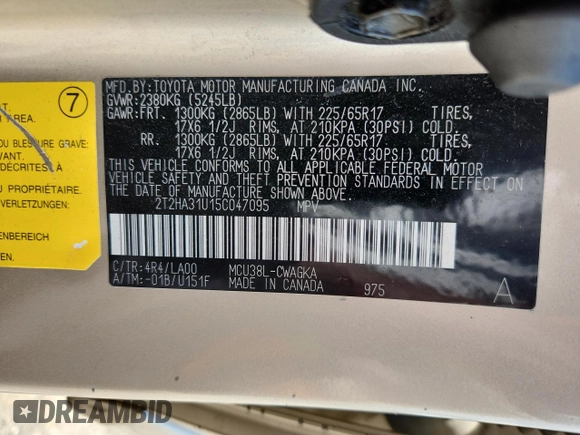 MFD.BY:TOYOTA MOTOR MANUFACTURING CANADA INC.
GVWR:2380KG (5245LB)
GAWR:FRT. 1300KG (2865LB) WITH 225/65R17 TIRES,
17X6 1/2J RIMS, AT 210KPA (30PSI) COLD.
RR. 1300KG (2865LB) WITH 225/65R17 TIRES,
17X6 1/2J RIMS, AT 210KPA (30PSI) COLD.
THIS VEHICLE CONFORMS TO ALL APPLICABLE FEDERAL MOTOR
VEHICLE SAFETY AND THEFT PREVENTION STANDARDS IN EFFECT ON
THE DATE OF MANUFACTURE SHOWN ABOVE.
2T2HA31U15C047095 MPV
C/TR: 4R4/LA00 MCU38L-CWAGKA
A/TM:-01B/U151F MADE IN CANADA 975 A
7
AREA.
OU BLESSURE GRAVE:
VANT.
DÉCRITES À
U PROPRIÉTAIRE.
VERLETZUNGEN:
ENBEREICH
DREAMBID